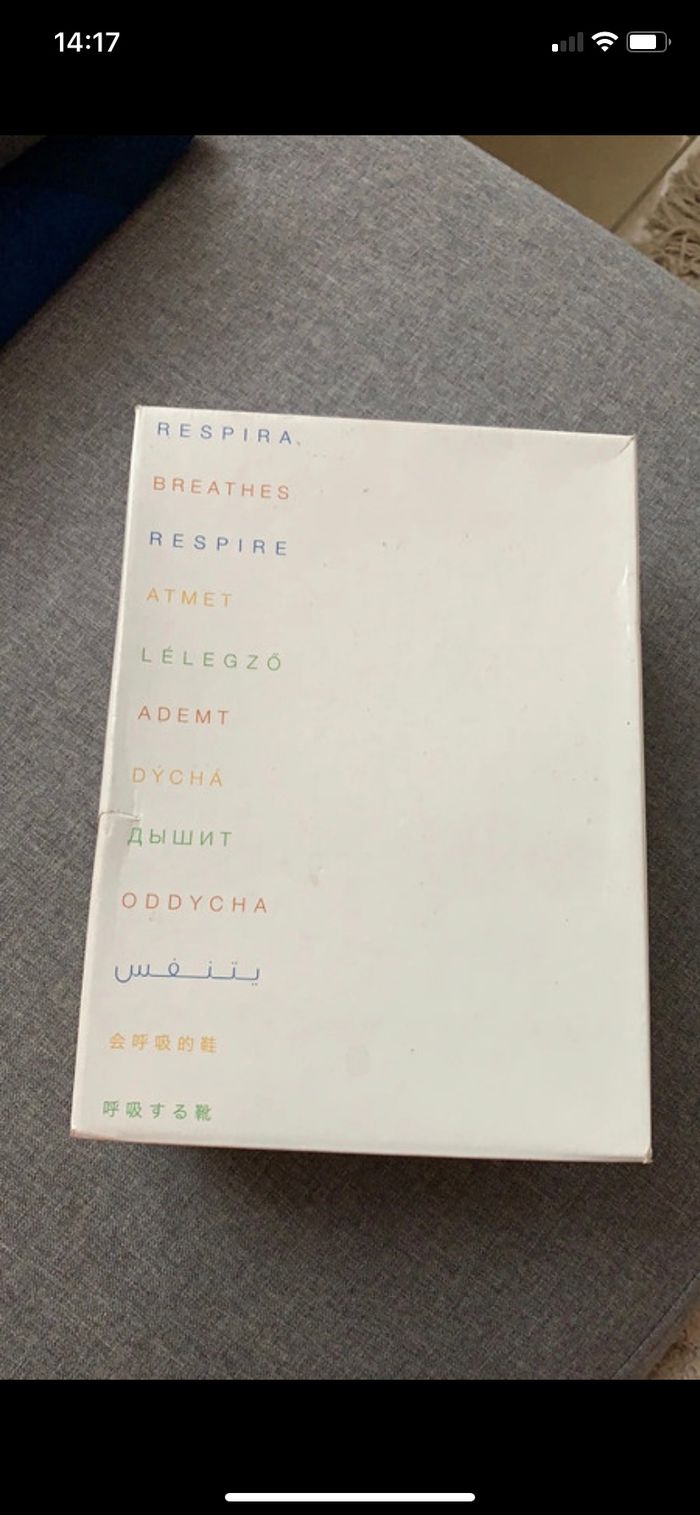 14:17
RESPIRA
BREATHES
RESPIRE
ATMET
LÉLEGZŐ
ADEMT
DÝCHÁ
ДЫШИТ
ODDYCHA
يتنفس
会呼吸的鞋
呼吸する靴